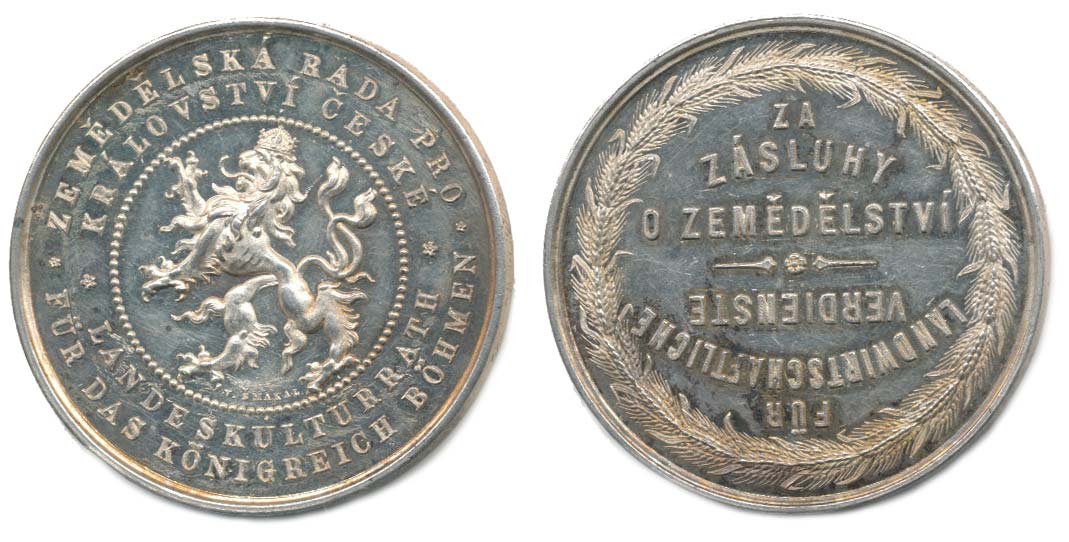 ZEMĚDĚLSKÁ RADA PRO
KRÁLOVSTVÍ ČESKÉ
LANDESKULTURRATH
FÜR DAS KÖNIGREICH BÖHMEN
ZA
ZÁSLUHY
O ZEMĚDĚLSTVÍ
FÜR
LANDWIRTSCHAFTLICHE
VERDIENSTE